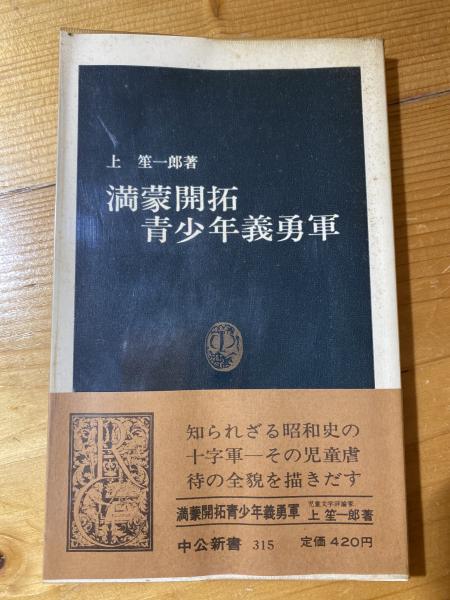 上 笙一郎著
満蒙開拓
青少年義勇軍
知られざる昭和史の
十字軍―その児童虐
待の全貌を描きだす
満蒙開拓青少年義勇軍 児童文学評論家 上 笙一郎著
中公新書 315 定価 420円